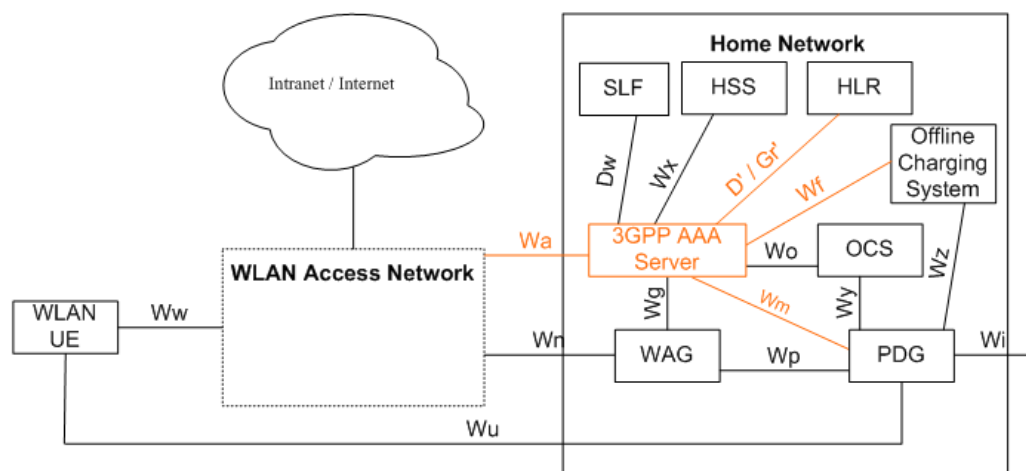 Home Network
Intranet / Internet
SLF
HSS
HLR
Offline
Charging
System
Dw
Wx
D' / Gr'
Wf
Wa
3GPP AAA
Server
Wo
OCS
Wz
WLAN Access Network
Wg
Wm
Wy
WLAN
UE
Ww
Wn
WAG
Wp
PDG
Wi
Wu